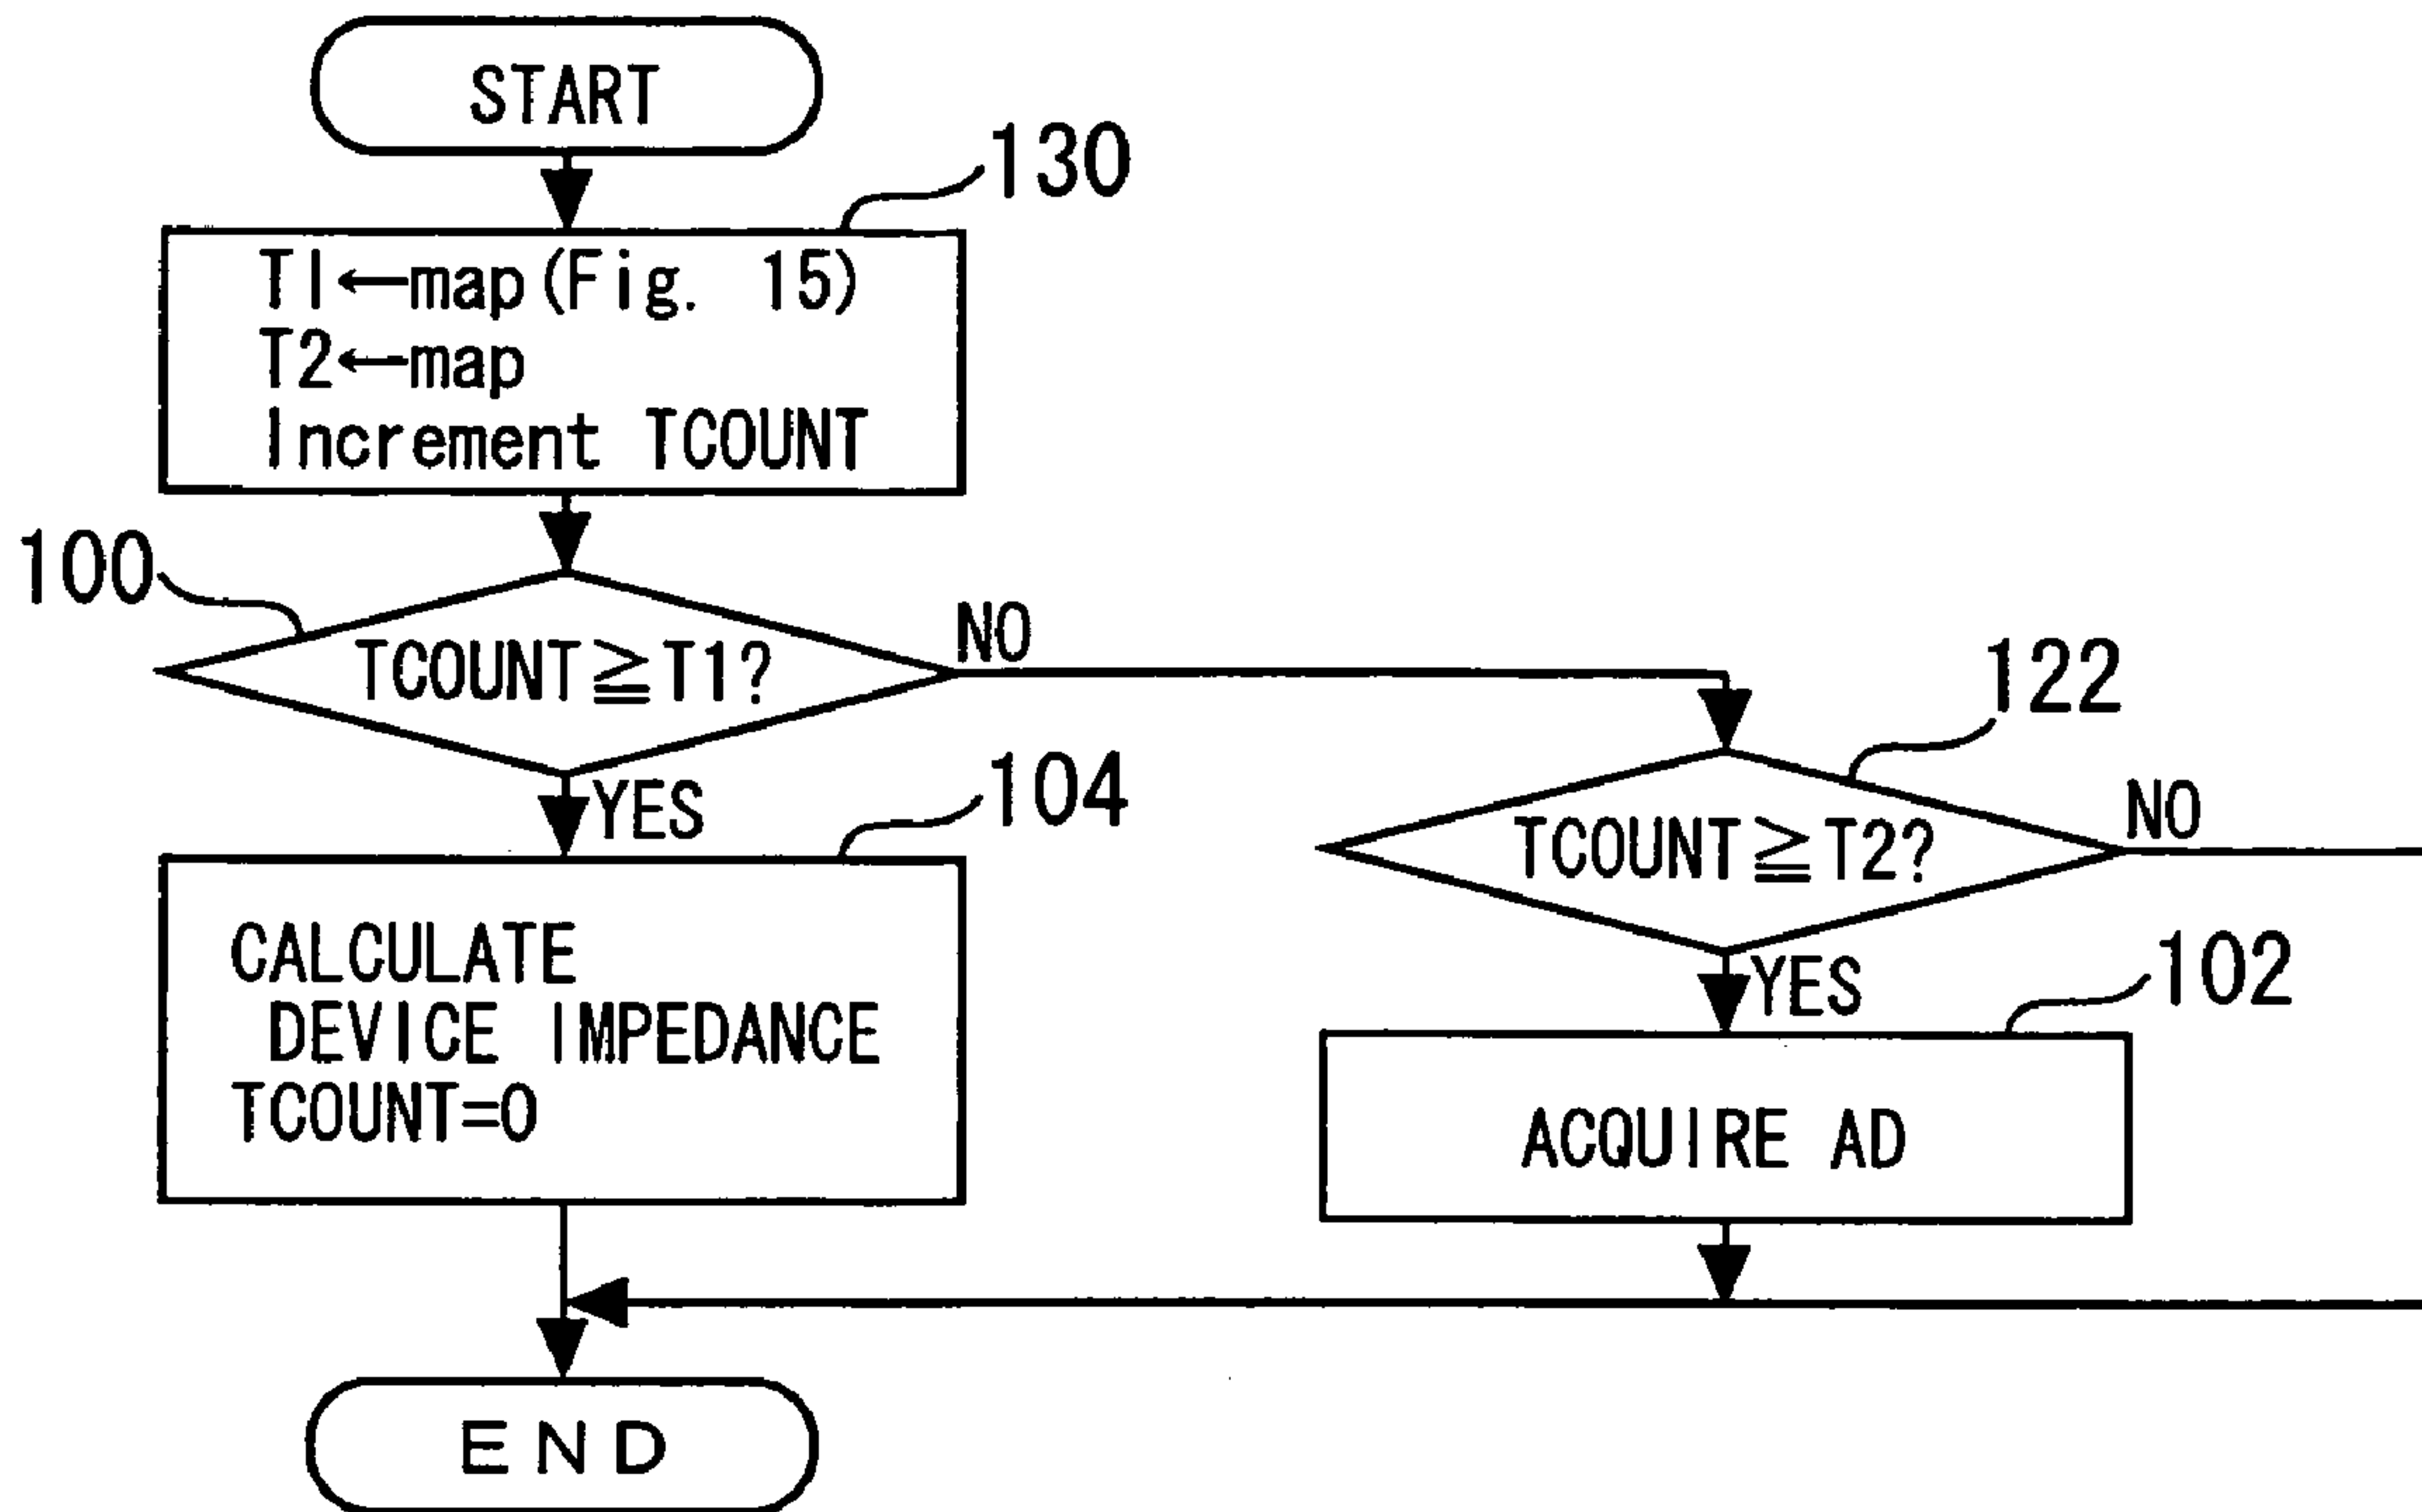 START
130
T1←map(Fig. 15)
T2←map
Increment TCOUNT
100
TCOUNT≧T1?
NO
122
YES
104
TCOUNT≧T2?
NO
CALCULATE
DEVICE IMPEDANCE
TCOUNT=0
YES
102
ACQUIRE AD
END